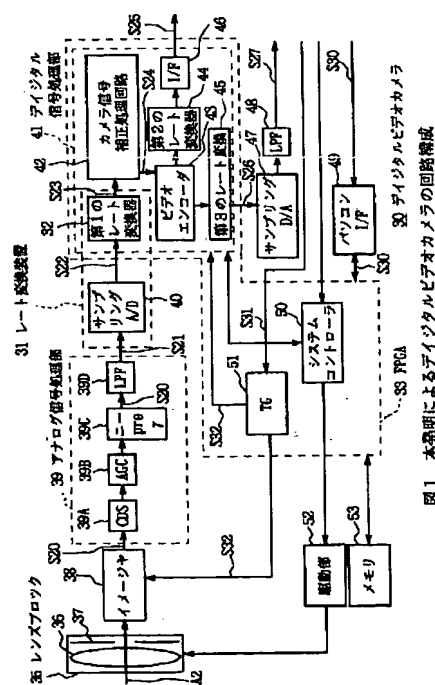 35 レンズブロック
36
37
A2
38
イメージャ
S20
39 アナログ信号処理部
39A
CDS
39B
AGC
39C
ニー
pre
γ
39D
LPF
S20
S21
31 レート変換装置
サンプリング
A/D
40
S22
32
第1の
レート
変換器
S23
41 ディジタル
信号処理部
42
カメラ信号
補正処理回路
S24
ビデオ
エンコーダ
43
第2の
レート
変換器
44
I/F
46
S25
第3のレート変換
45
S26
サンプリング
D/A
47
LPF
48
S27
S30
49
パソコン
I/F
S30
30 ディジタルビデオカメラ
S31
51
TG
S32
S32
50
システム
コントローラ
33 FPGA
52
駆動部
53
メモリ
図1 本発明によるディジタルビデオカメラの回路構成